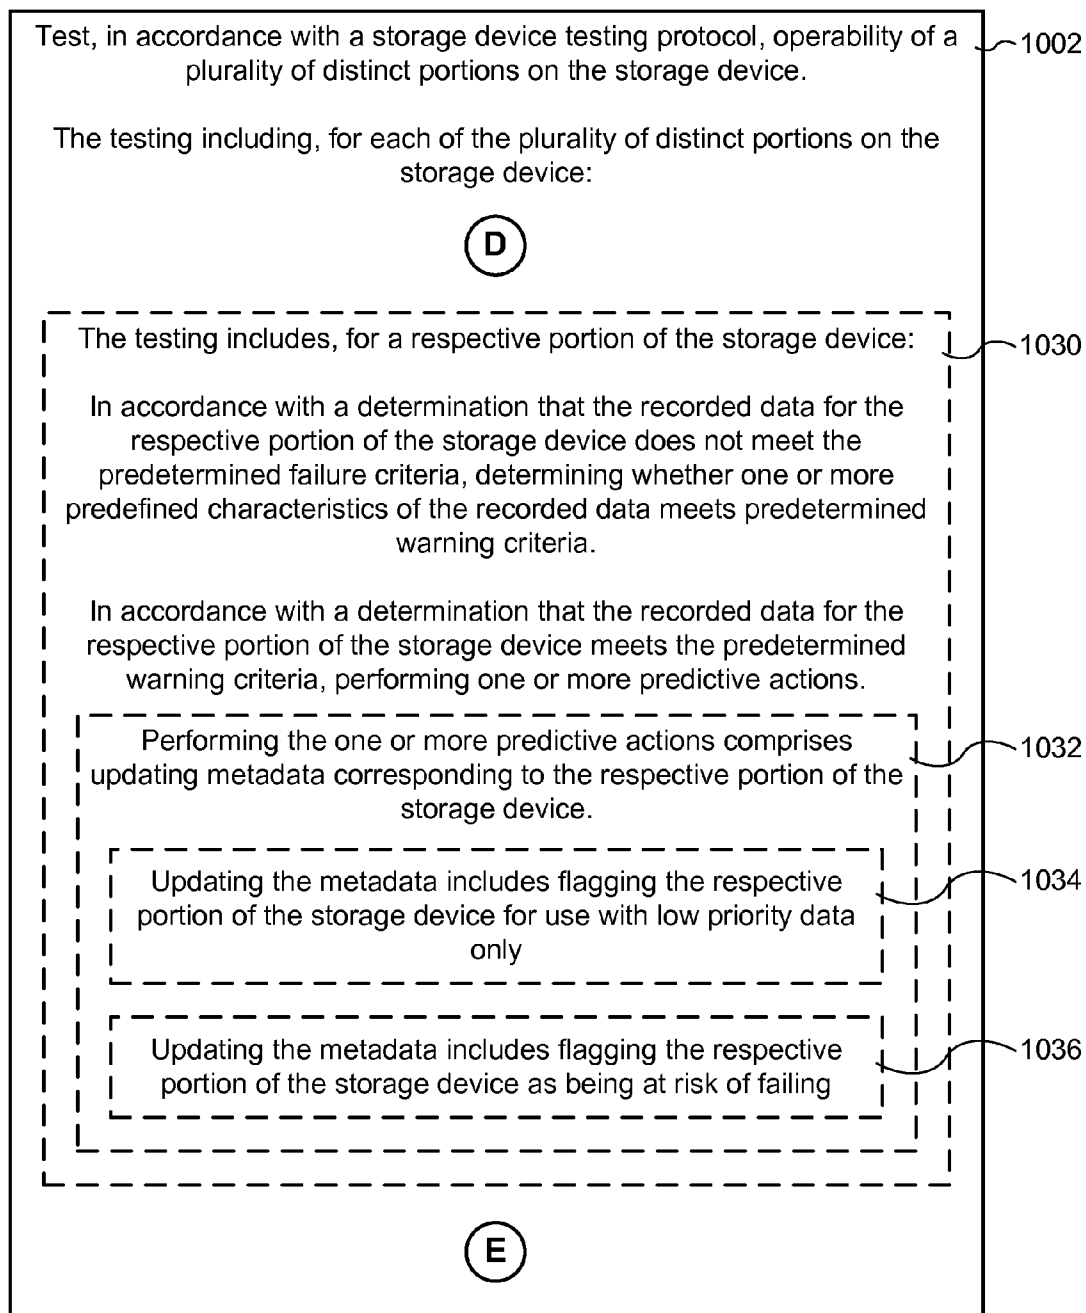 Test, in accordance with a storage device testing protocol, operability of a
plurality of distinct portions on the storage device.
1002
The testing including, for each of the plurality of distinct portions on the
storage device:
D
The testing includes, for a respective portion of the storage device:
1030
In accordance with a determination that the recorded data for the
respective portion of the storage device does not meet the
predetermined failure criteria, determining whether one or more
predefined characteristics of the recorded data meets predetermined
warning criteria.
In accordance with a determination that the recorded data for the
respective portion of the storage device meets the predetermined
warning criteria, performing one or more predictive actions.
Performing the one or more predictive actions comprises
updating metadata corresponding to the respective portion of the
storage device.
1032
Updating the metadata includes flagging the respective
portion of the storage device for use with low priority data
only
1034
Updating the metadata includes flagging the respective
portion of the storage device as being at risk of failing
1036
E